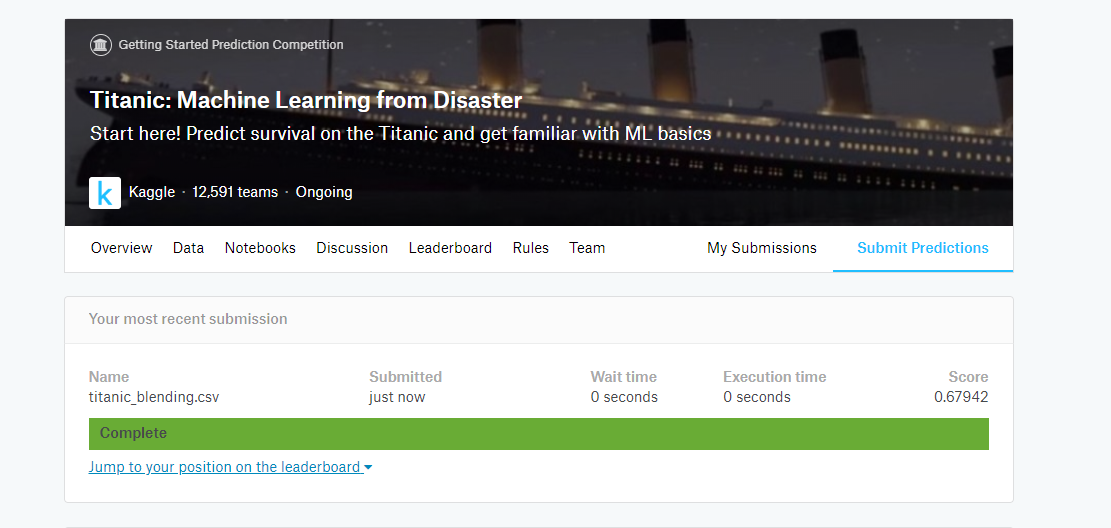 Getting Started Prediction Competition
Titanic: Machine Learning from Disaster
Start here! Predict survival on the Titanic and get familiar with ML basics
k Kaggle · 12,591 teams · Ongoing
Overview Data Notebooks Discussion Leaderboard Rules Team My Submissions Submit Predictions
Your most recent submission
Name Submitted Wait time Execution time Score
titanic_blending.csv just now 0 seconds 0 seconds 0.67942
Complete
Jump to your position on the leaderboard